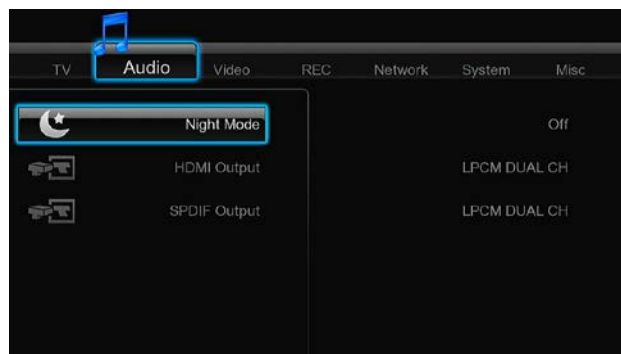 TV Audio Video REC Network System Misc
Night Mode Off
HDMI Output LPCM DUAL CH
SPDIF Output LPCM DUAL CH